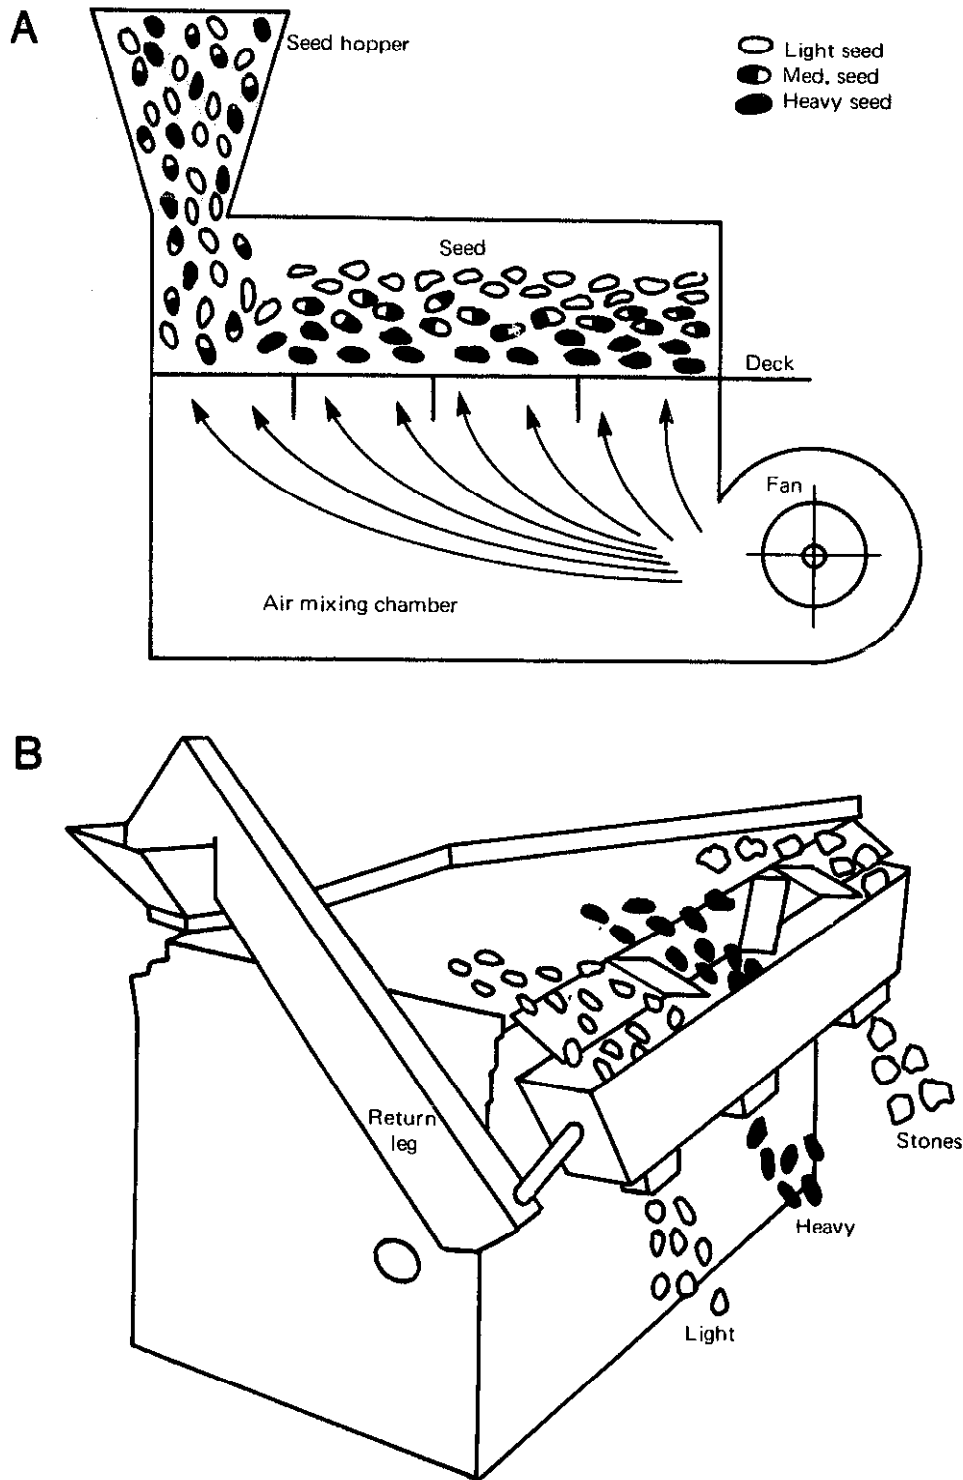 A
Seed hopper
Light seed
Med. seed
Heavy seed
Seed
Deck
Fan
Air mixing chamber
B
Return
leg
Stones
Heavy
Light